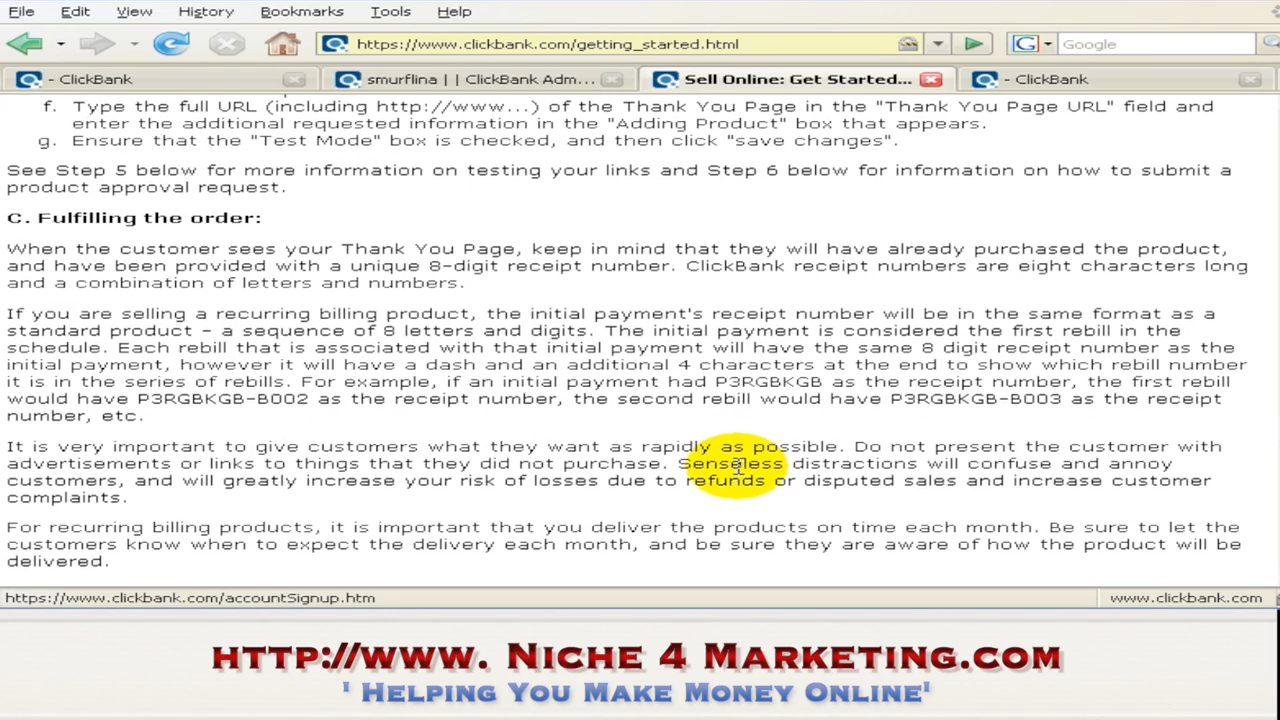 File Edit View History Bookmarks Tools Help
https://www.clickbank.com/getting_started.html G Google
- ClickBank smurflina | | ClickBank Adm... Sell Online: Get Started... - ClickBank
f. Type the full URL (including http://www...) of the Thank You Page in the "Thank You Page URL" field and
enter the additional requested information in the "Adding Product" box that appears.
g. Ensure that the "Test Mode" box is checked, and then click "save changes".
See Step 5 below for more information on testing your links and Step 6 below for information on how to submit a
product approval request.
C. Fulfilling the order:
When the customer sees your Thank You Page, keep in mind that they will have already purchased the product,
and have been provided with a unique 8-digit receipt number. ClickBank receipt numbers are eight characters long
and a combination of letters and numbers.
If you are selling a recurring billing product, the initial payment's receipt number will be in the same format as a
standard product - a sequence of 8 letters and digits. The initial payment is considered the first rebill in the
schedule. Each rebill that is associated with that initial payment will have the same 8 digit receipt number as the
initial payment, however it will have a dash and an additional 4 characters at the end to show which rebill number
it is in the series of rebills. For example, if an initial payment had P3RGBKGB as the receipt number, the first rebill
would have P3RGBKGB-B002 as the receipt number, the second rebill would have P3RGBKGB-B003 as the receipt
number, etc.
It is very important to give customers what they want as rapidly as possible. Do not present the customer with
advertisements or links to things that they did not purchase. Senseless distractions will confuse and annoy
customers, and will greatly increase your risk of losses due to refunds or disputed sales and increase customer
complaints.
For recurring billing products, it is important that you deliver the products on time each month. Be sure to let the
customers know when to expect the delivery each month, and be sure they are aware of how the product will be
delivered.
https://www.clickbank.com/accountSignup.htm www.clickbank.com
http://www. Niche 4 Marketing.com
' Helping You Make Money Online'